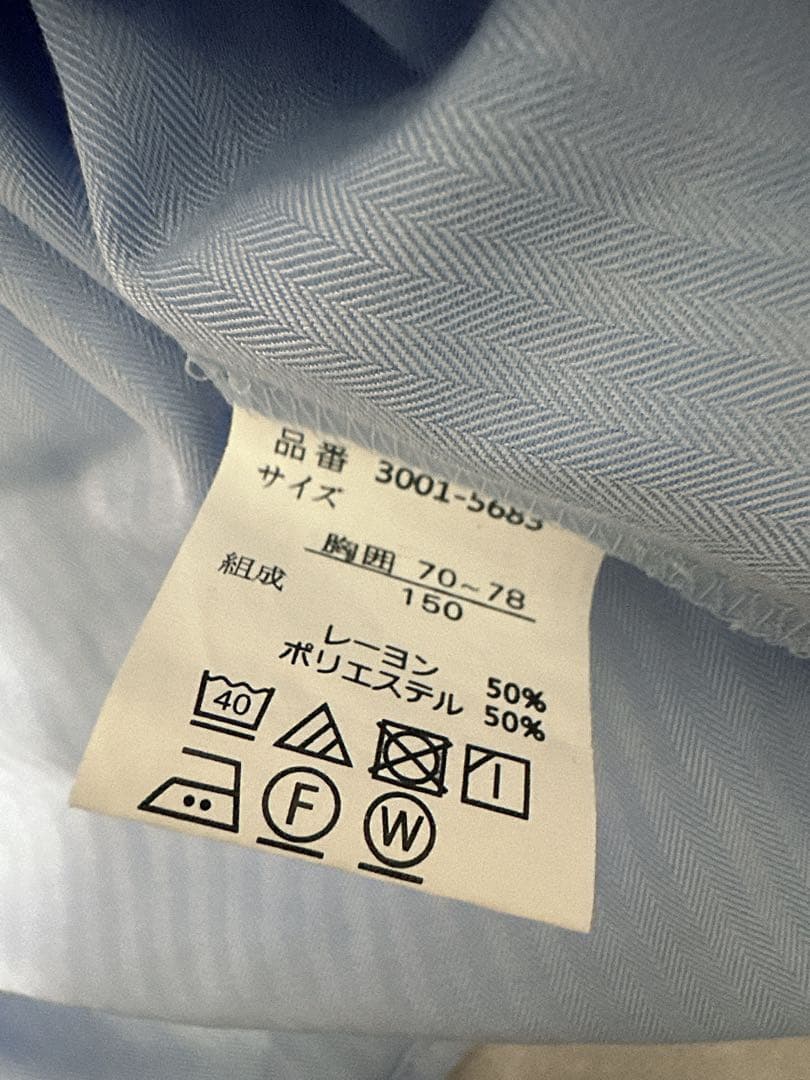 品番 3001-5683
サイズ
胸囲 70~78
150
組成
レーヨン 50%
ポリエステル 50%
40
F
W